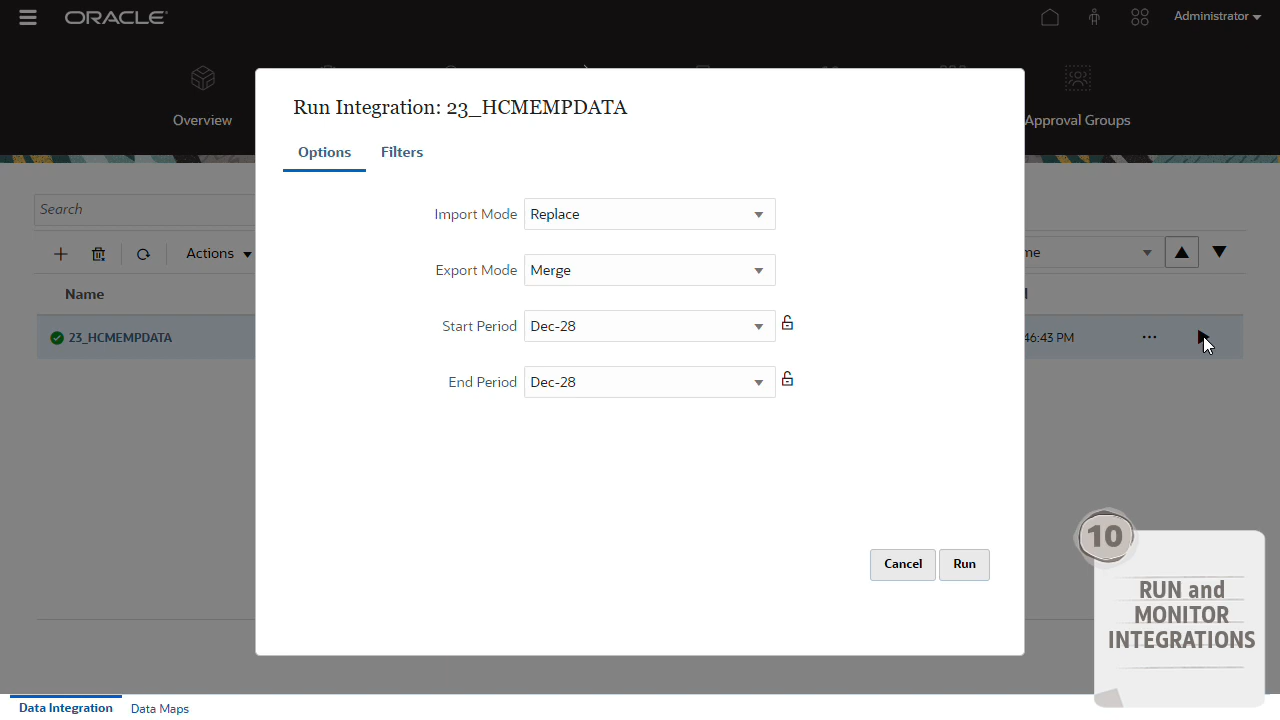 ORACLE
Administrator
Overview
Approval Groups
Run Integration: 23_HCMEMPDATA
Options Filters
Import Mode Replace
Export Mode Merge
Start Period Dec-28
End Period Dec-28
Cancel Run
Search
Actions
me
Name
23_HCMEMPDATA
46:43 PM
10
RUN and
MONITOR
INTEGRATIONS
Data Integration Data Maps